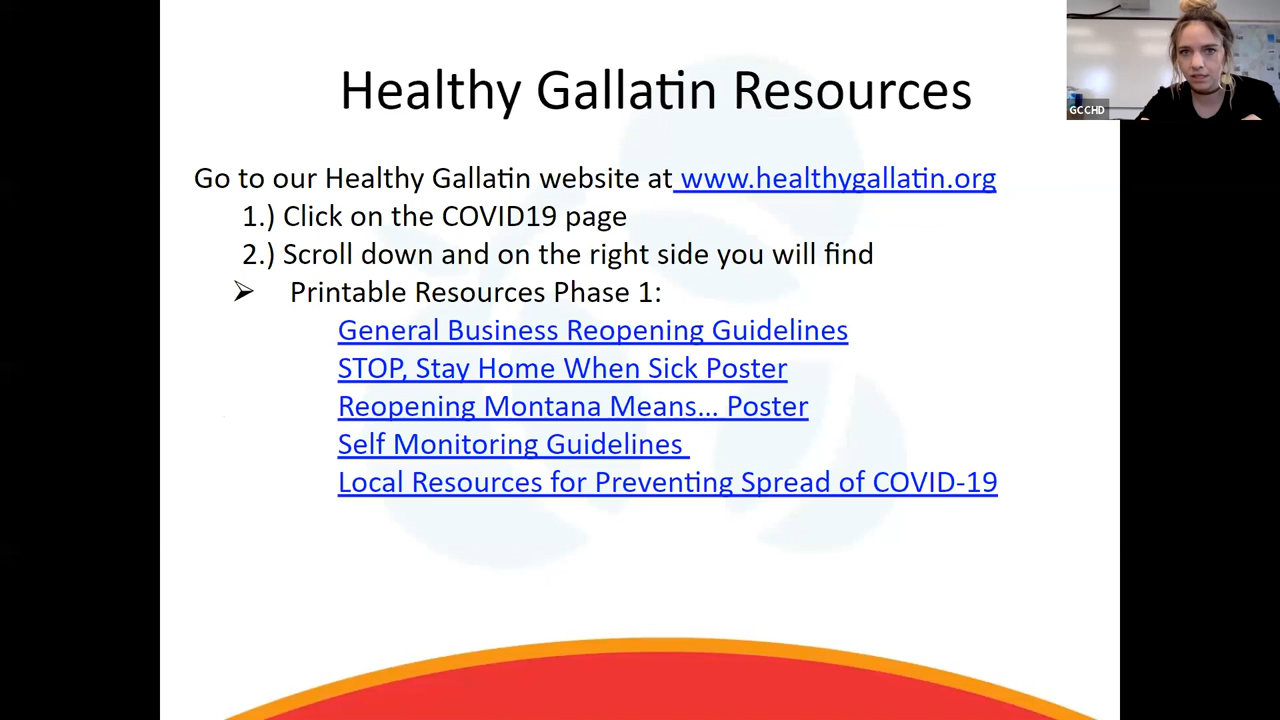 Healthy Gallatin Resources
GCCHD
Go to our Healthy Gallatin website at www.healthygallatin.org
1.) Click on the COVID19 page
2.) Scroll down and on the right side you will find
➢ Printable Resources Phase 1:
General Business Reopening Guidelines
STOP, Stay Home When Sick Poster
Reopening Montana Means... Poster
Self Monitoring Guidelines
Local Resources for Preventing Spread of COVID-19